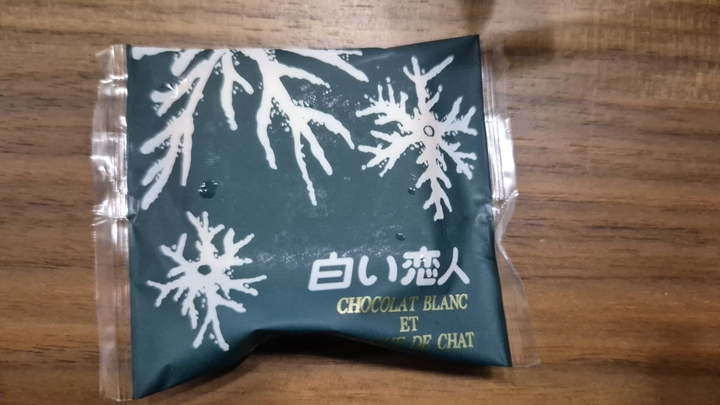 白い恋人
CHOCOLAT BLANC
ET
DE CHAT